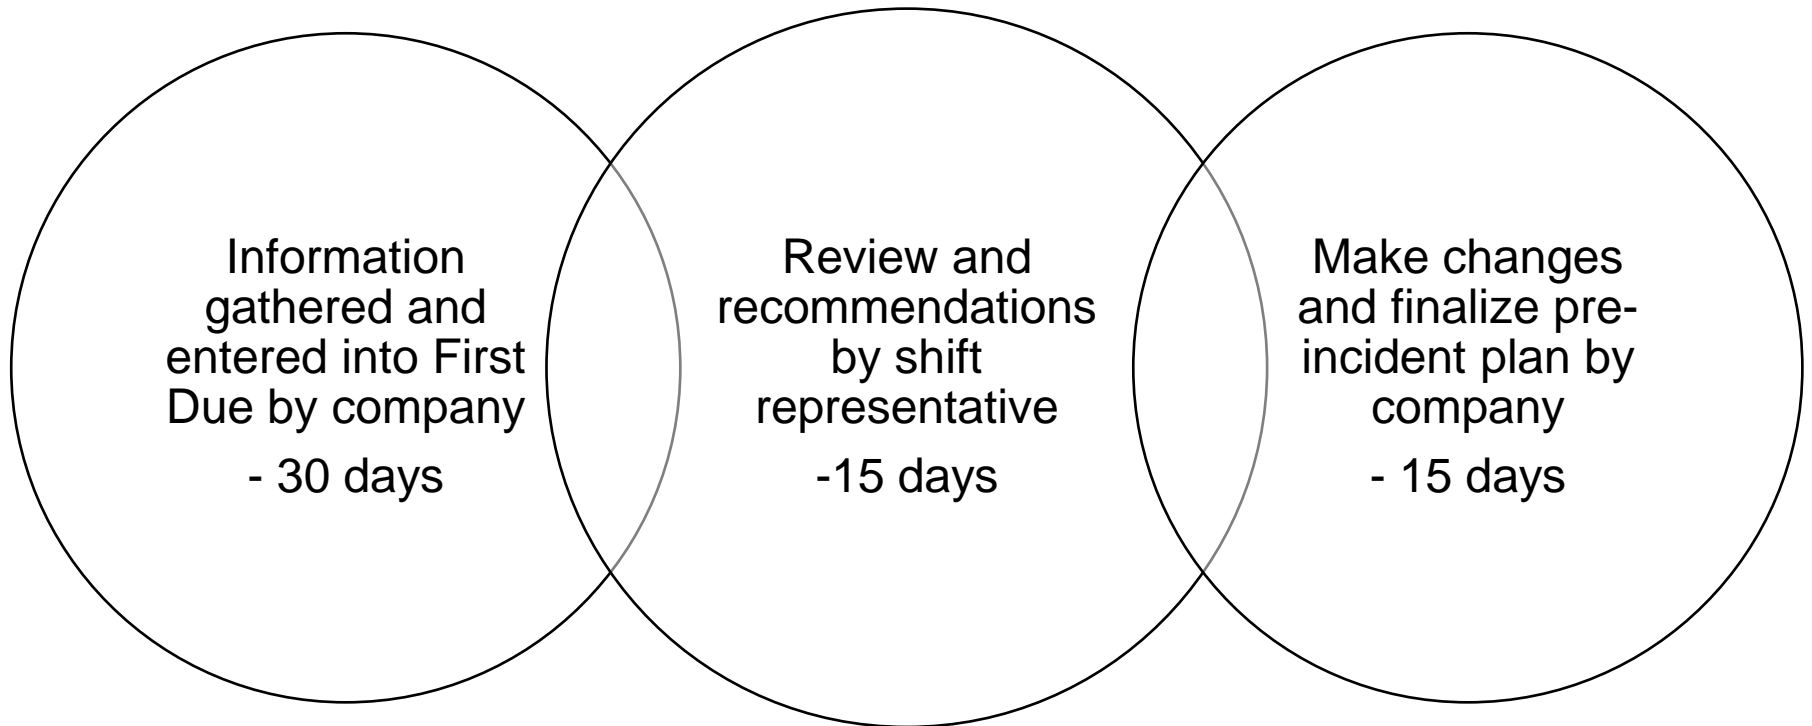 Information
gathered and
entered into First
Due by company
- 30 days
Review and
recommendations
by shift
representative
-15 days
Make changes
and finalize pre-
incident plan by
company
- 15 days